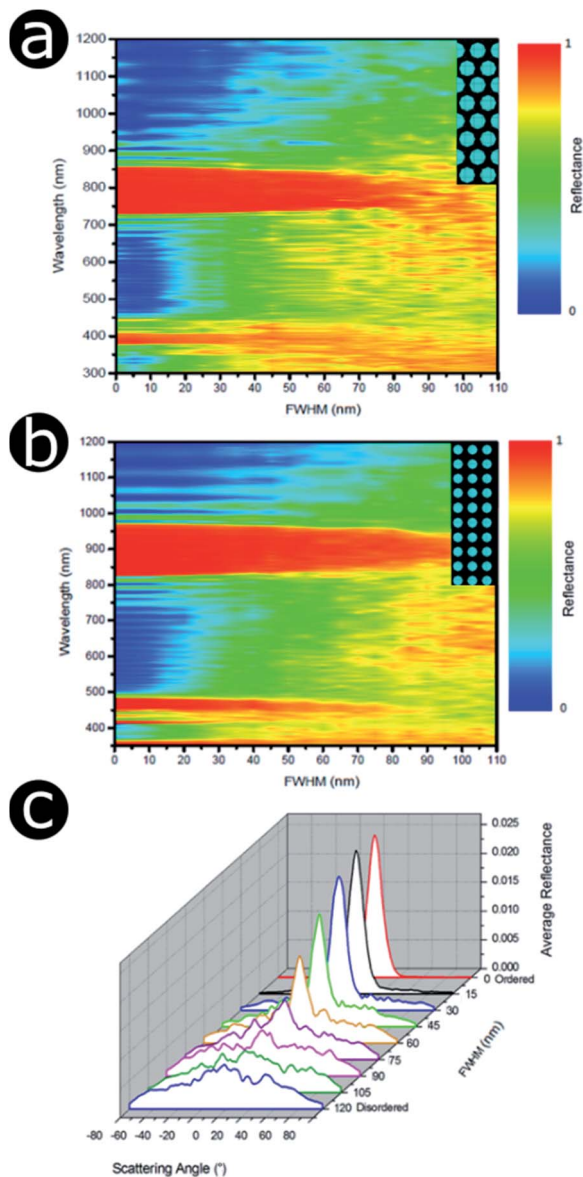 a
1200
1100
1000
900
800
700
600
500
400
300
Wavelength (nm)
0 10 20 30 40 50 60 70 80 90 100 110
FWHM (nm)
1
Reflectance
0
b
1200
1100
1000
900
800
700
600
500
400
Wavelength (nm)
0 10 20 30 40 50 60 70 80 90 100 110
FWHM (nm)
1
Reflectance
0
c
0.025
0.020
0.015
0.010
0.005
0.000
Average Reflectance
0 Ordered
15
30
45
60
75
90
105
120 Disordered
FWHM (nm)
-80 -60 -40 -20 0 20 40 60 80
Scattering Angle (°)